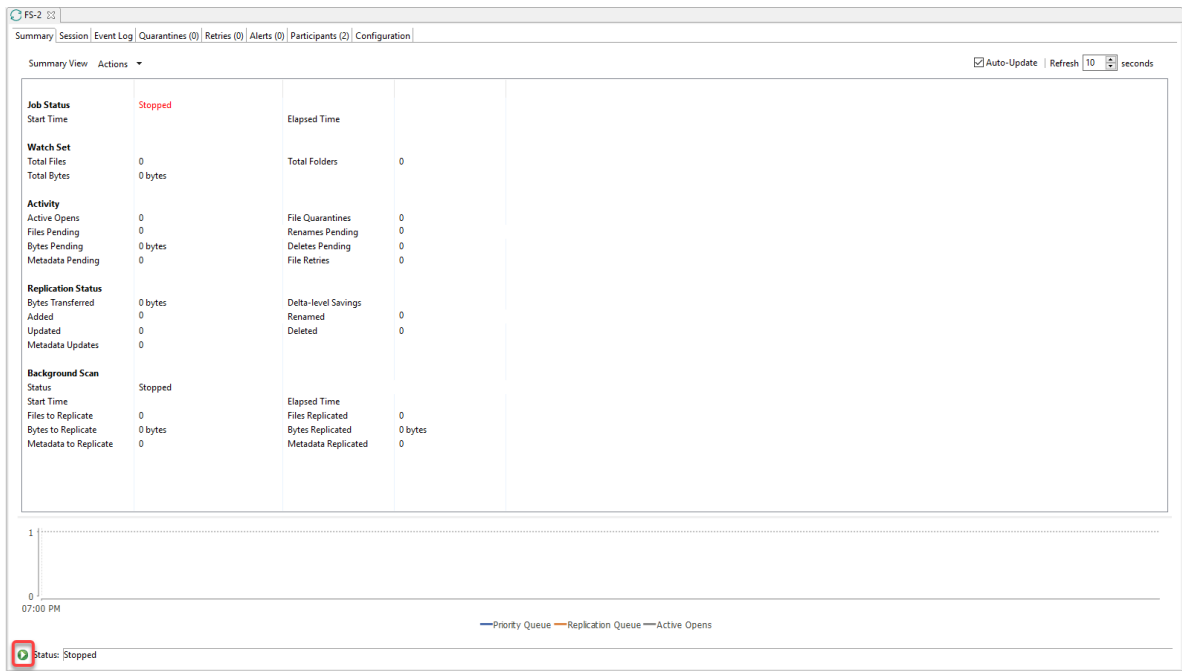 FS-2
Summary Session Event Log Quarantines (0) Retries (0) Alerts (0) Participants (2) Configuration
Summary View Actions Auto-Update Refresh 10 seconds
Job Status Stopped
Start Time Elapsed Time
Watch Set
Total Files 0 Total Folders 0
Total Bytes 0 bytes
Activity
Active Opens 0 File Quarantines 0
Files Pending 0 Renames Pending 0
Bytes Pending 0 bytes Deletes Pending 0
Metadata Pending 0 File Retries 0
Replication Status
Bytes Transferred 0 bytes Delta-level Savings
Added 0 Renamed 0
Updated 0 Deleted 0
Metadata Updates 0
Background Scan
Status Stopped
Start Time Elapsed Time
Files to Replicate 0 Files Replicated 0
Bytes to Replicate 0 bytes Bytes Replicated 0 bytes
Metadata to Replicate 0 Metadata Replicated 0
1
0
07:00 PM
Priority Queue Replication Queue Active Opens
Status: Stopped